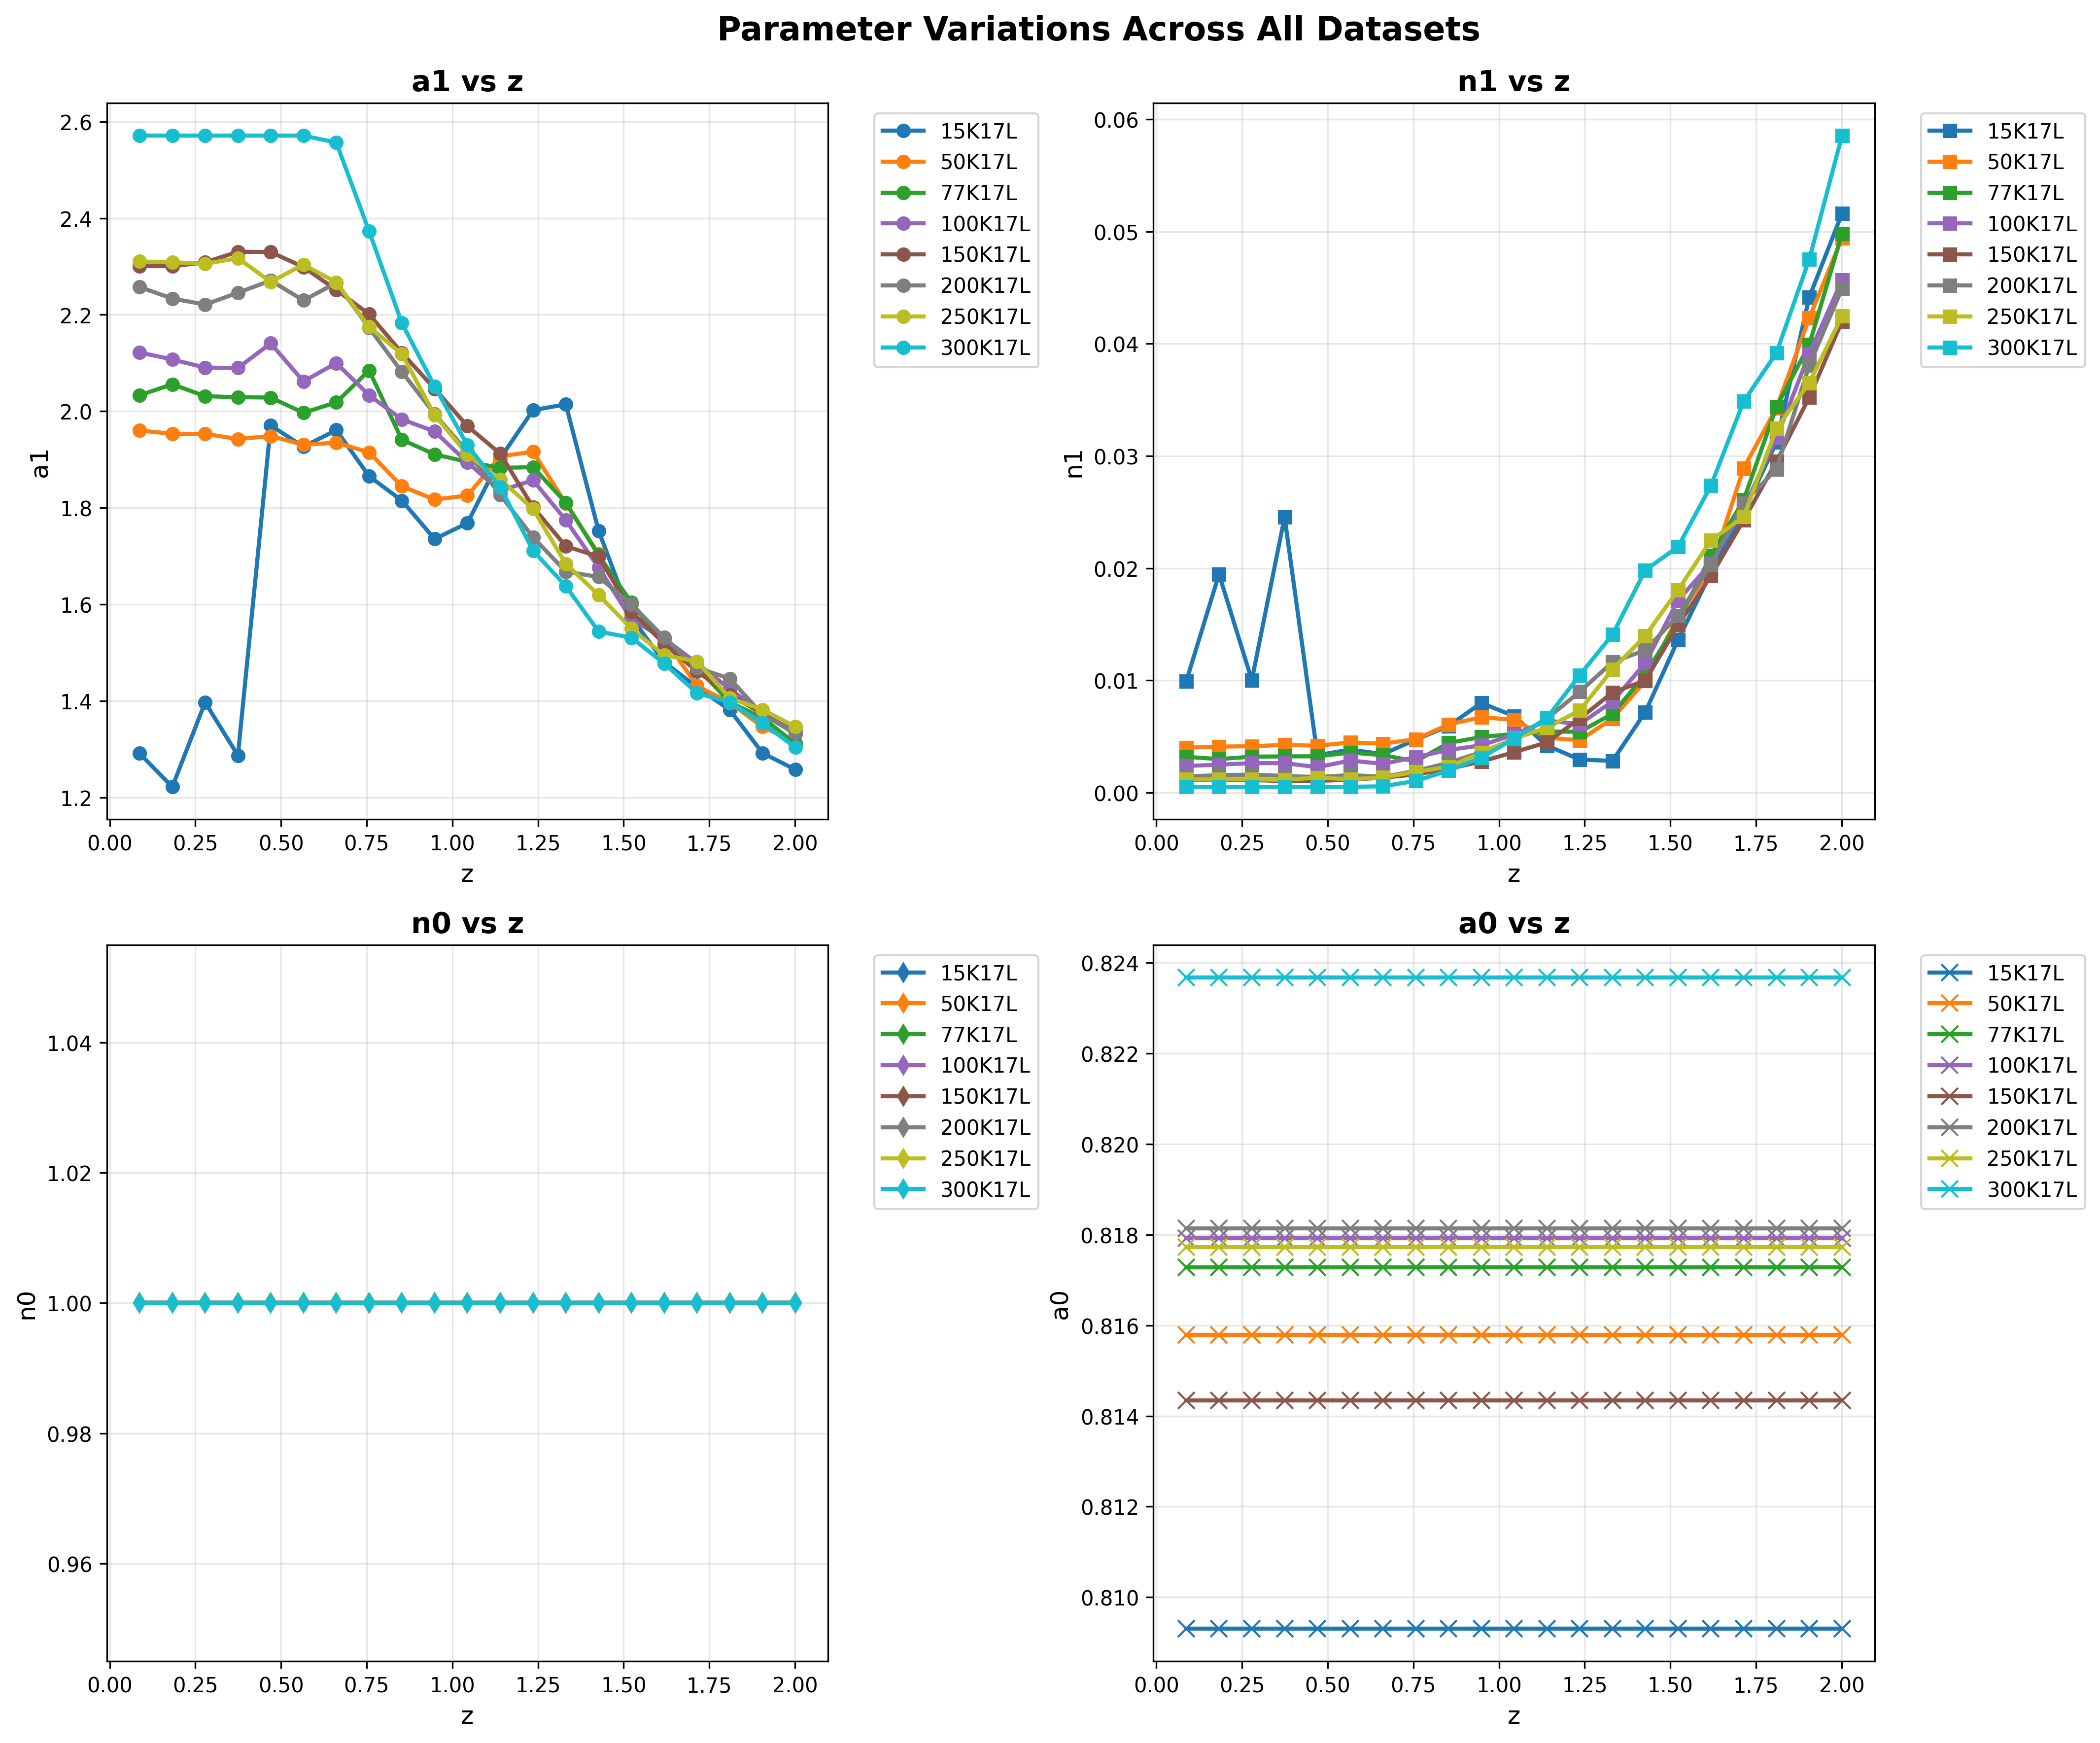 Parameter Variations Across All Datasets
a1 vs z
2.6
2.4
2.2
2.0
1.8
1.6
1.4
1.2
a1
0.00 0.25 0.50 0.75 1.00 1.25 1.50 1.75 2.00
z
15K17L
50K17L
77K17L
100K17L
150K17L
200K17L
250K17L
300K17L
n1 vs z
0.06
0.05
0.04
0.03
0.02
0.01
0.00
n1
0.00 0.25 0.50 0.75 1.00 1.25 1.50 1.75 2.00
z
15K17L
50K17L
77K17L
100K17L
150K17L
200K17L
250K17L
300K17L
n0 vs z
1.04
1.02
1.00
0.98
0.96
n0
0.00 0.25 0.50 0.75 1.00 1.25 1.50 1.75 2.00
z
15K17L
50K17L
77K17L
100K17L
150K17L
200K17L
250K17L
300K17L
a0 vs z
0.824
0.822
0.820
0.818
0.816
0.814
0.812
0.810
a0
0.00 0.25 0.50 0.75 1.00 1.25 1.50 1.75 2.00
z
15K17L
50K17L
77K17L
100K17L
150K17L
200K17L
250K17L
300K17L